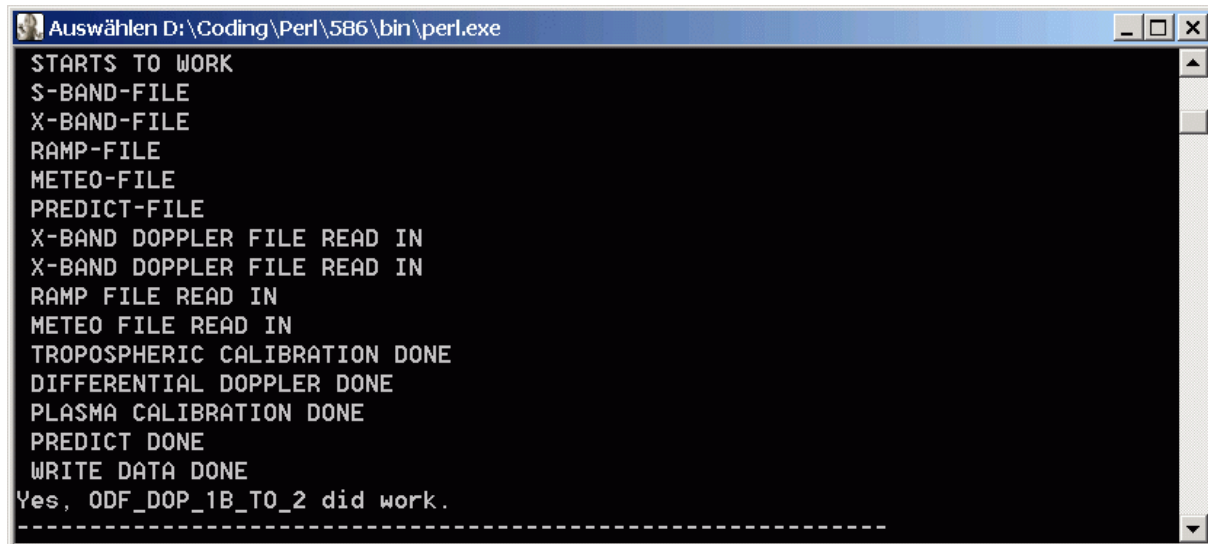 Auswählen D:\Coding\Perl\586\bin\perl.exe
STARTS TO WORK
S-BAND-FILE
X-BAND-FILE
RAMP-FILE
METEO-FILE
PREDICT-FILE
X-BAND DOPPLER FILE READ IN
X-BAND DOPPLER FILE READ IN
RAMP FILE READ IN
METEO FILE READ IN
TROPOSPHERIC CALIBRATION DONE
DIFFERENTIAL DOPPLER DONE
PLASMA CALIBRATION DONE
PREDICT DONE
WRITE DATA DONE
Yes, ODF_DOP_1B_TO_2 did work.
------------------------------------------------------------